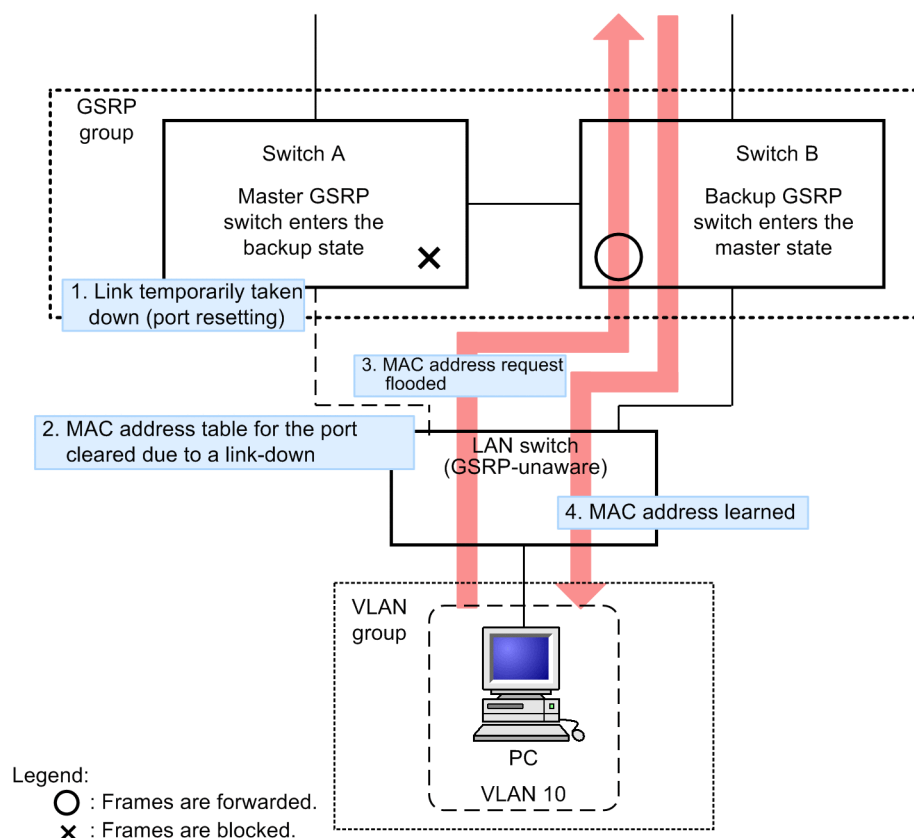 GSRP
group
Switch A
Master GSRP
switch enters the
backup state
Switch B
Backup GSRP
switch enters the
master state
1. Link temporarily taken
down (port resetting)
3. MAC address request
flooded
2. MAC address table for the port
cleared due to a link-down
LAN switch
(GSRP-unaware)
4. MAC address learned
VLAN
group
PC
VLAN 10
Legend:
: Frames are forwarded.
: Frames are blocked.